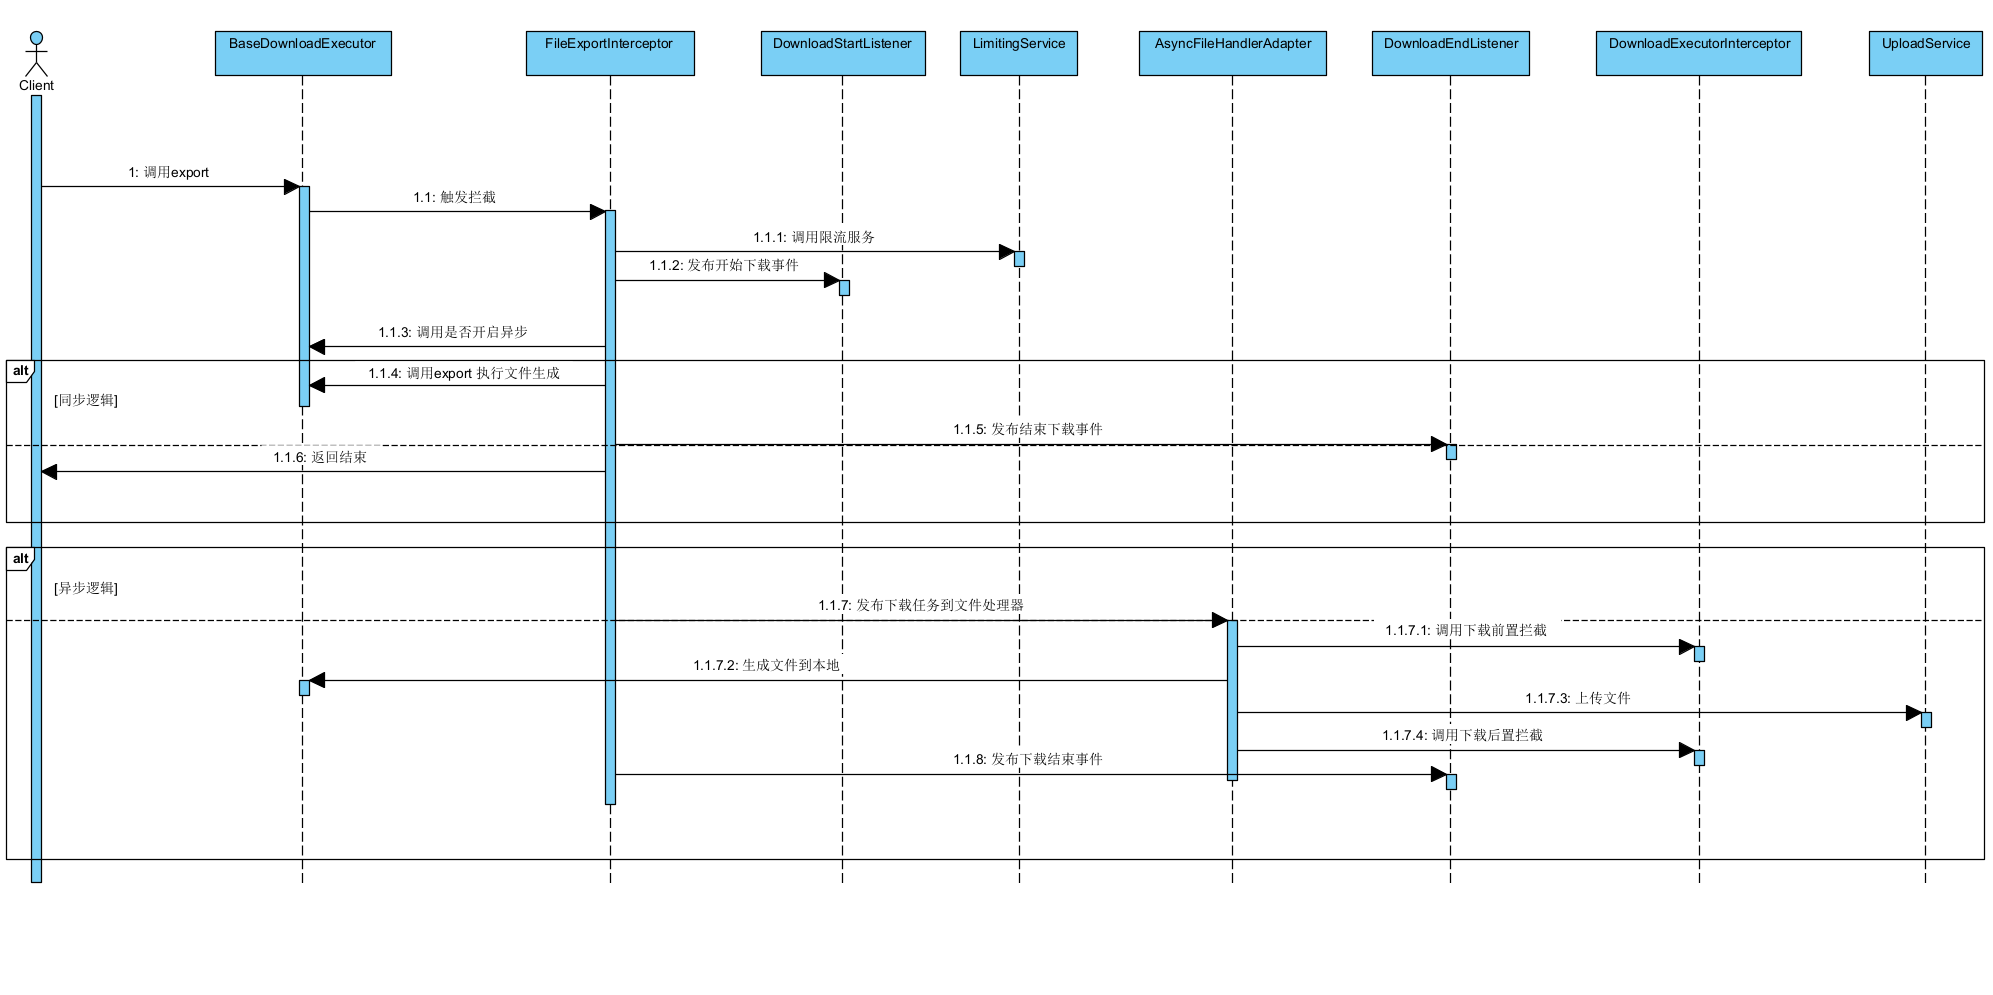 Client
BaseDownloadExecutor
FileExportInterceptor
DownloadStartListener
LimitingService
AsyncFileHandlerAdapter
DownloadEndListener
DownloadExecutorInterceptor
UploadService
1: 调用export
1.1: 触发拦截
1.1.1: 调用限流服务
1.1.2: 发布开始下载事件
1.1.3: 调用是否开启异步
alt
1.1.4: 调用export 执行文件生成
[同步逻辑]
1.1.5: 发布结束下载事件
1.1.6: 返回结束
alt
[异步逻辑]
1.1.7: 发布下载任务到文件处理器
1.1.7.1: 调用下载前置拦截
1.1.7.2: 生成文件到本地
1.1.7.3: 上传文件
1.1.7.4: 调用下载后置拦截
1.1.8: 发布下载结束事件